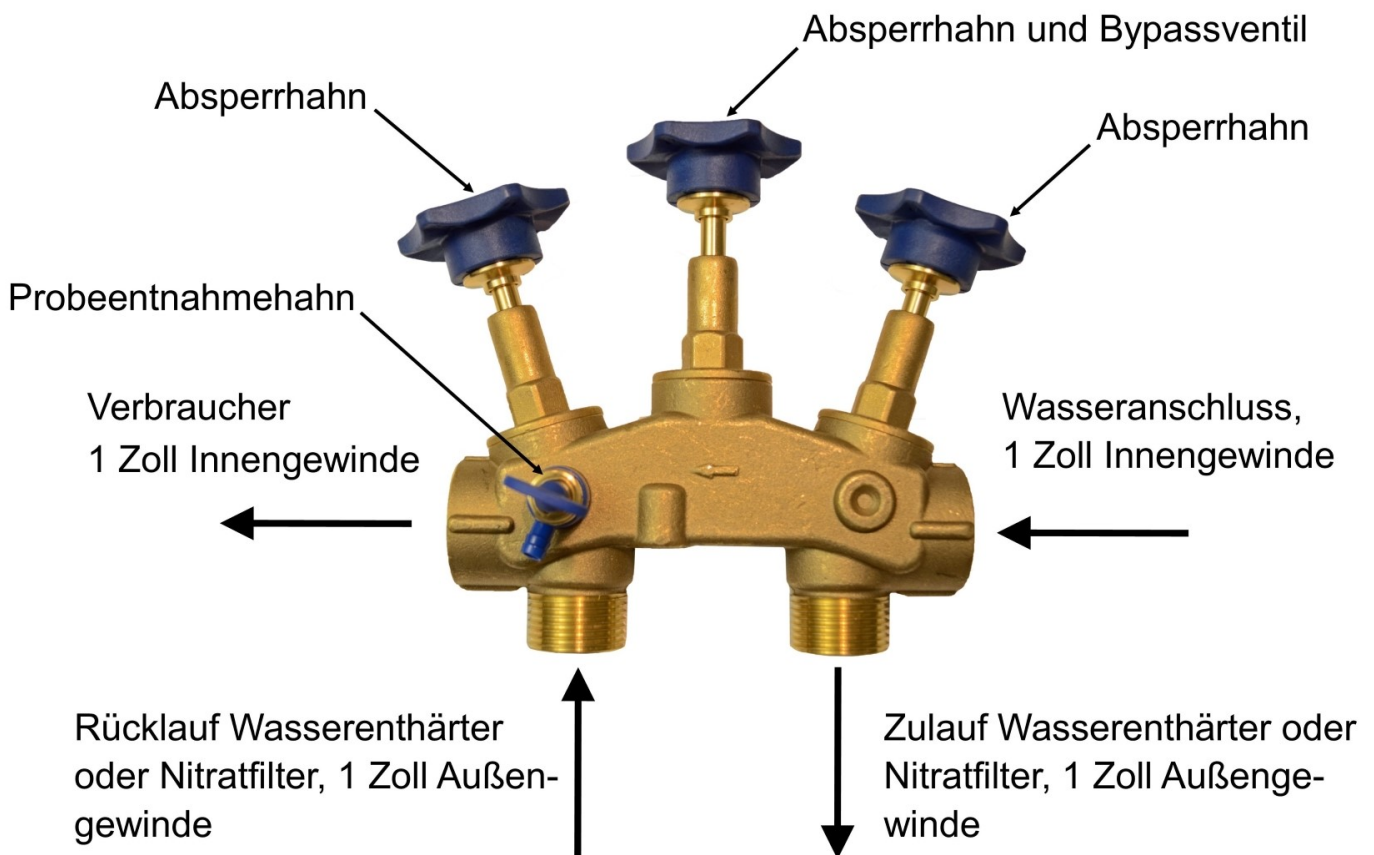 Absperrhahn und Bypassventil
Absperrhahn
Absperrhahn
Probeentnahmehahn
Verbraucher
1 Zoll Innengewinde
Wasseranschluss,
1 Zoll Innengewinde
Rücklauf Wasserenthärter
oder Nitratfilter, 1 Zoll Außen-
gewinde
Zulauf Wasserenthärter oder
Nitratfilter, 1 Zoll Außenge-
winde